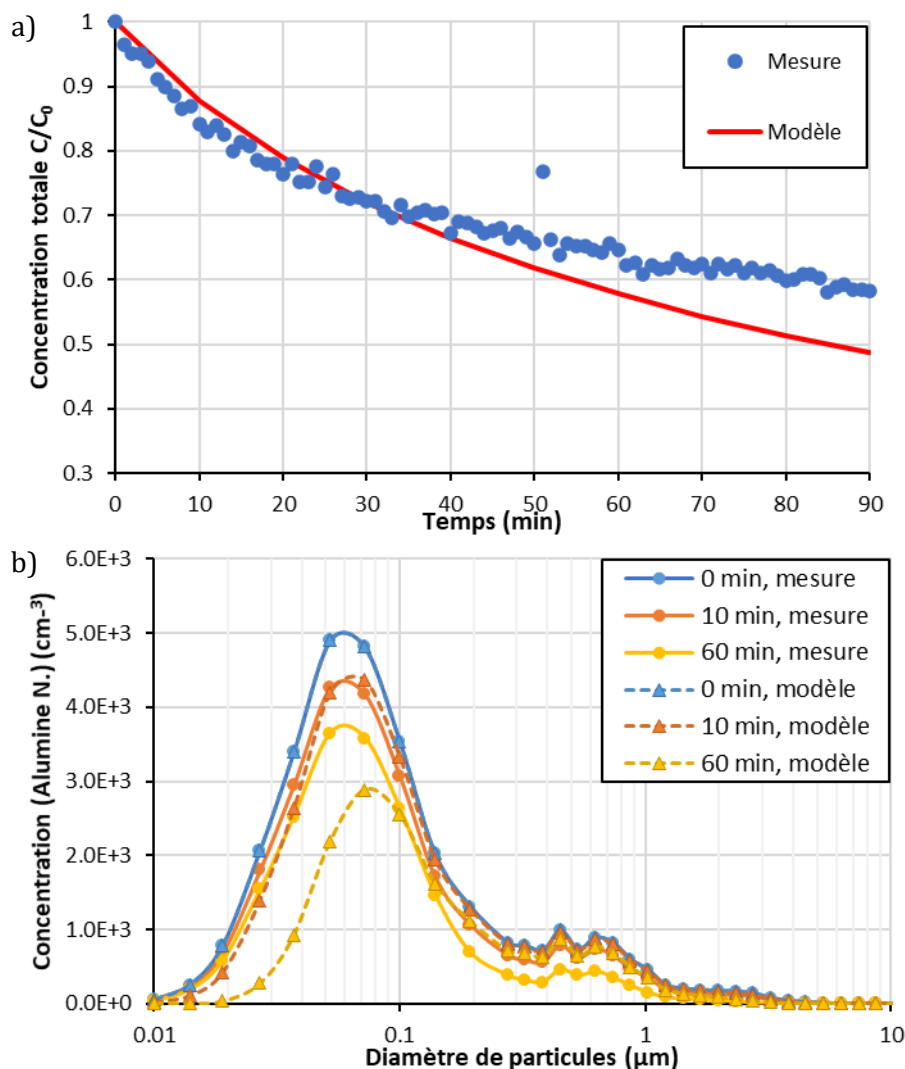 a)
Concentration totale C/C₀
1
0.9
0.8
0.7
0.6
0.5
0.4
0.3
0 10 20 30 40 50 60 70 80 90
Temps (min)
Mesure
Modèle
b)
Concentration (Alumine N.) (cm⁻³)
6.0E+3
5.0E+3
4.0E+3
3.0E+3
2.0E+3
1.0E+3
0.0E+0
0.01 0.1 1 10
Diamètre de particules (µm)
0 min, mesure
10 min, mesure
60 min, mesure
0 min, modèle
10 min, modèle
60 min, modèle